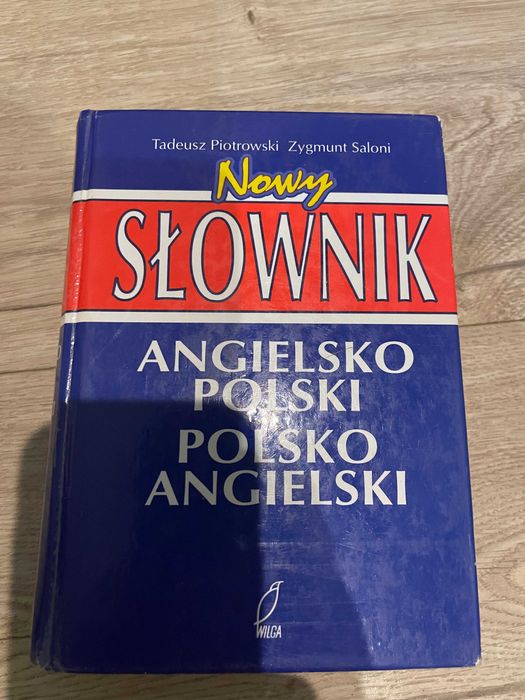 Tadeusz Piotrowski Zygmunt Saloni
Nowy
SŁOWNIK
ANGIELSKO
POLSKI
POLSKO
ANGIELSKI
WILGA